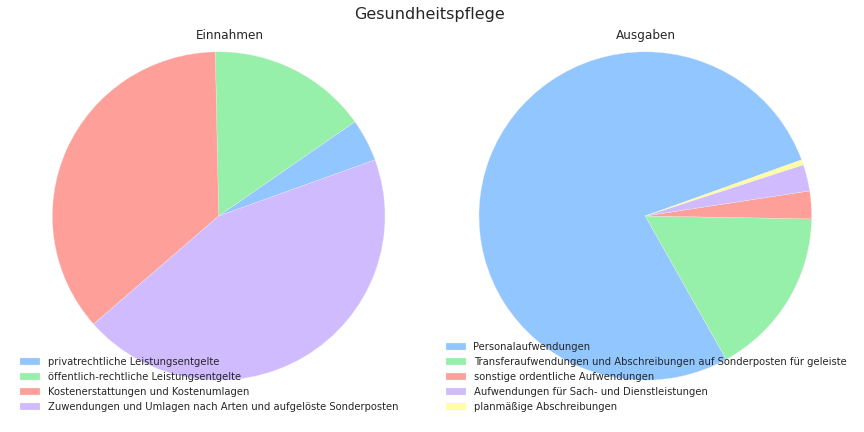 Gesundheitspflege
Einnahmen
privatrechtliche Leistungsentgelte
öffentlich-rechtliche Leistungsentgelte
Kostenerstattungen und Kostenumlagen
Zuwendungen und Umlagen nach Arten und aufgelöste Sonderposten
Ausgaben
Personalaufwendungen
Transferaufwendungen und Abschreibungen auf Sonderposten für geleiste
sonstige ordentliche Aufwendungen
Aufwendungen für Sach- und Dienstleistungen
planmäßige Abschreibungen